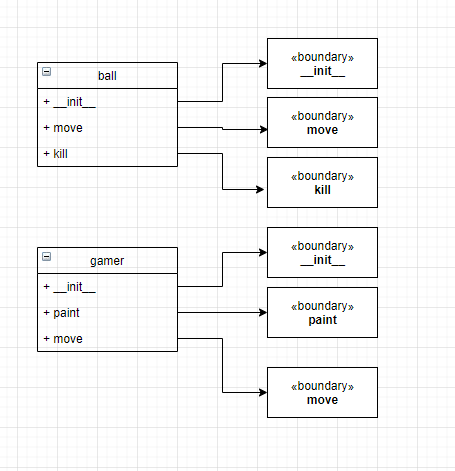 ball
+ __init__
+ move
+ kill
«boundary»
__init__
«boundary»
move
«boundary»
kill
gamer
+ __init__
+ paint
+ move
«boundary»
__init__
«boundary»
paint
«boundary»
move